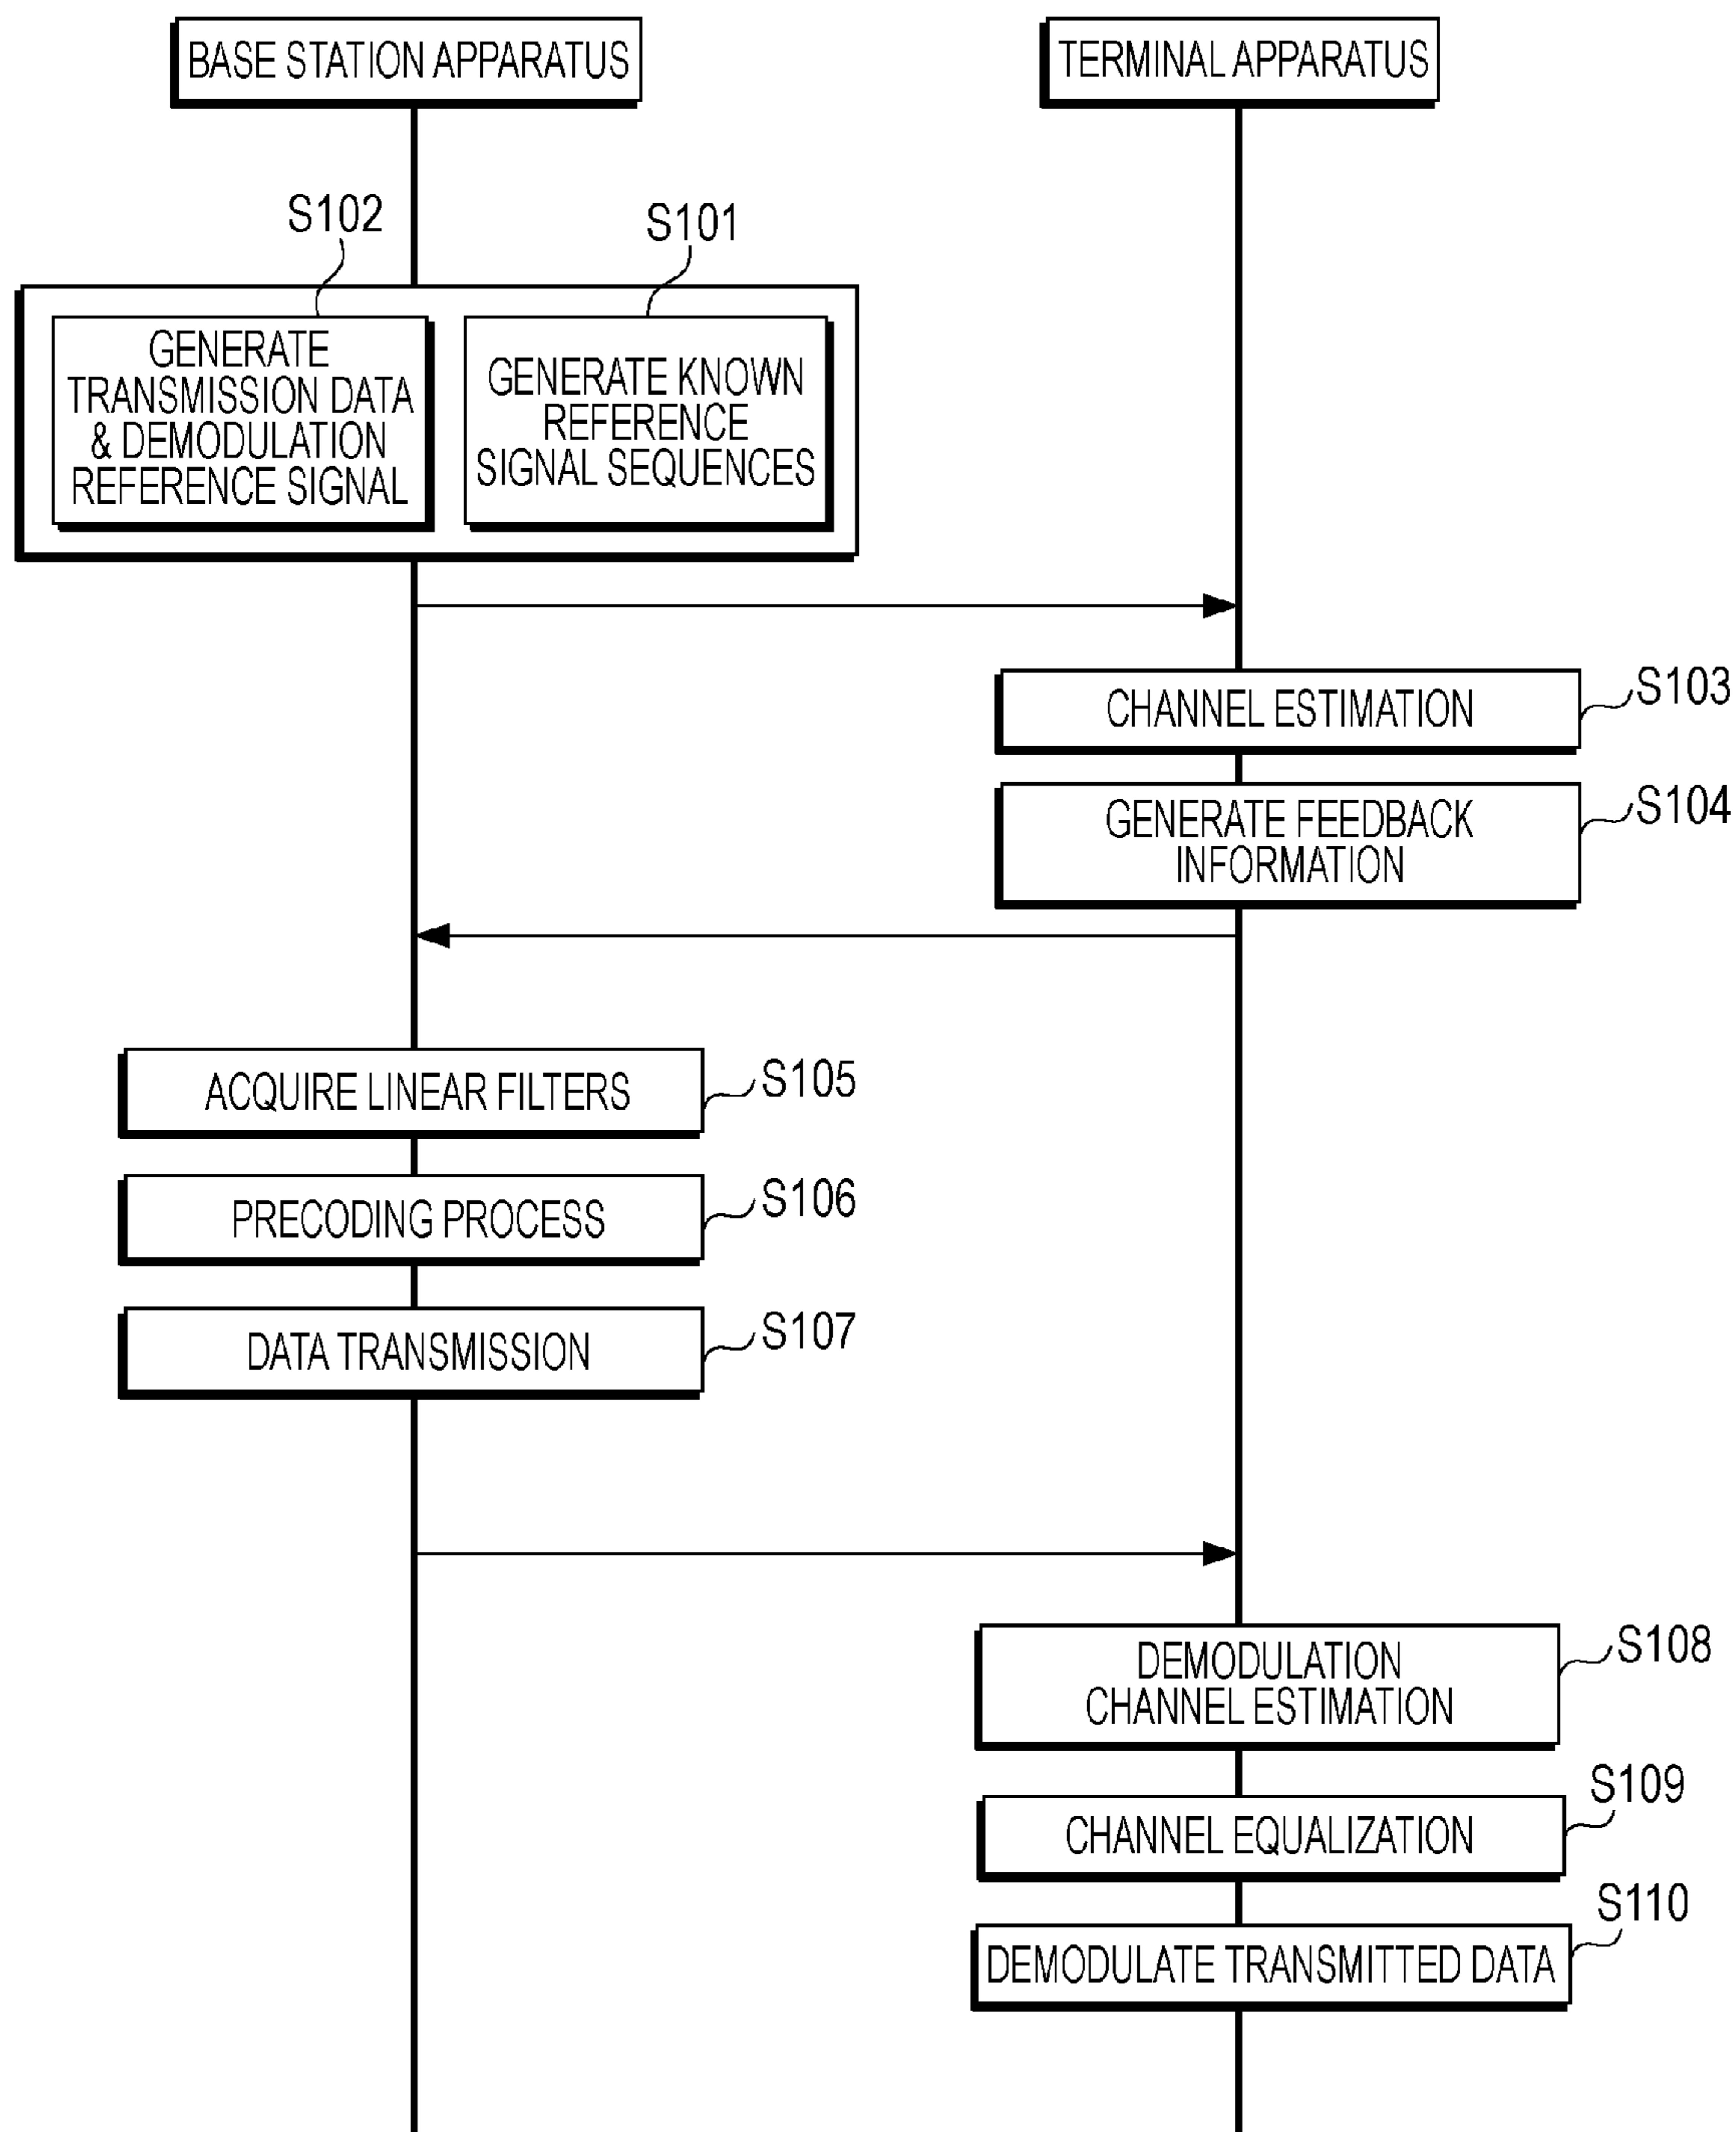 BASE STATION APPARATUS
TERMINAL APPARATUS
S102
S101
GENERATE
TRANSMISSION DATA
& DEMODULATION
REFERENCE SIGNAL
GENERATE KNOWN
REFERENCE
SIGNAL SEQUENCES
CHANNEL ESTIMATION
S103
GENERATE FEEDBACK
INFORMATION
S104
ACQUIRE LINEAR FILTERS
S105
PRECODING PROCESS
S106
DATA TRANSMISSION
S107
DEMODULATION
CHANNEL ESTIMATION
S108
CHANNEL EQUALIZATION
S109
DEMODULATE TRANSMITTED DATA
S110